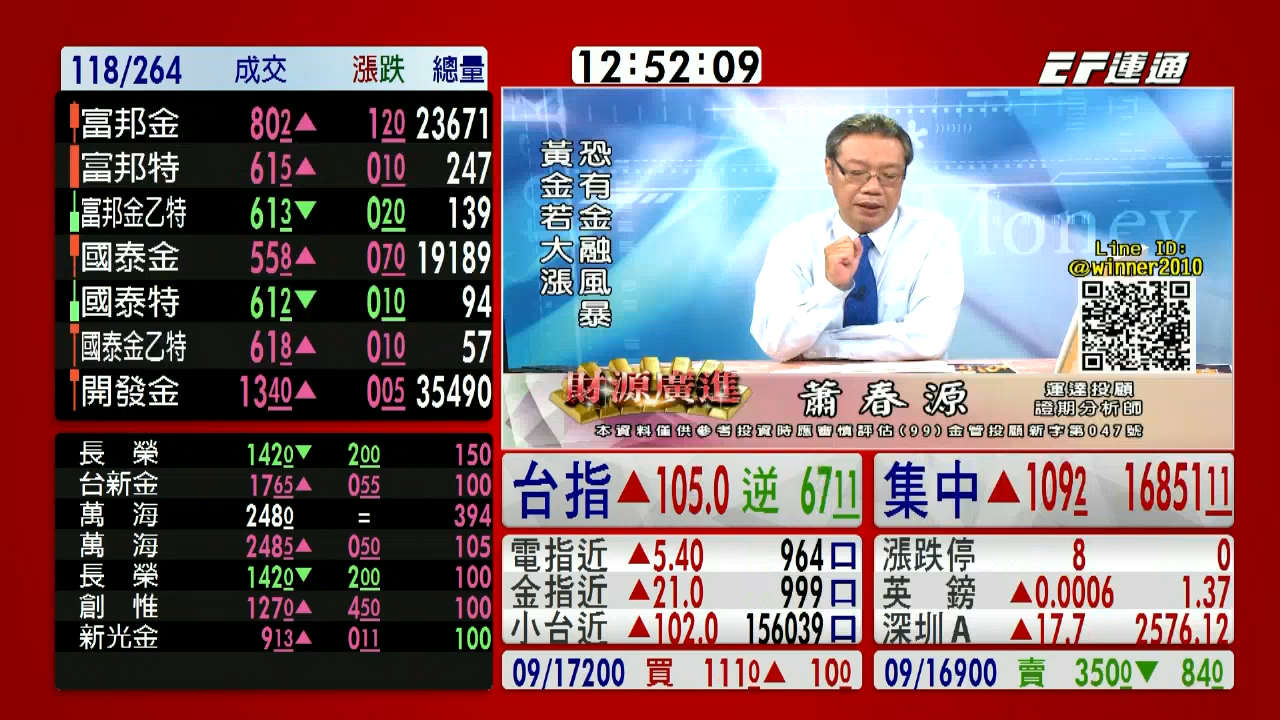 118/264 成交 漲跌 總量
富邦金 802▲ 120 23671
富邦特 615▲ 010 247
富邦金乙特 613▼ 020 139
國泰金 558▲ 070 19189
國泰特 612▼ 010 94
國泰金乙特 618▲ 010 57
開發金 1340▲ 005 35490
長榮 1420▼ 200 150
台新金 1765▲ 055 100
萬海 2480 = 394
萬海 2485▲ 050 105
長榮 1420▼ 200 100
創惟 1270▲ 450 100
新光金 913▲ 011 100
12:52:09
EF運通
黃金若大漲
恐有金融風暴
Money
Line ID:
@winner2010
財源廣進
蕭春源
運達投顧
證期分析師
本資料僅供參考投資時應審慎評估(99)金管投顧新字第047號
台指▲105.0 逆 6711
集中▲1092 1685111
電指近 ▲5.40 964口
金指近 ▲21.0 999口
小台近 ▲102.0 156039口
漲跌停 8 0
英鎊 ▲0.0006 1.37
深圳A ▲17.7 2576.12
09/17200 買 1110▲ 100
09/16900 賣 3500▼ 840